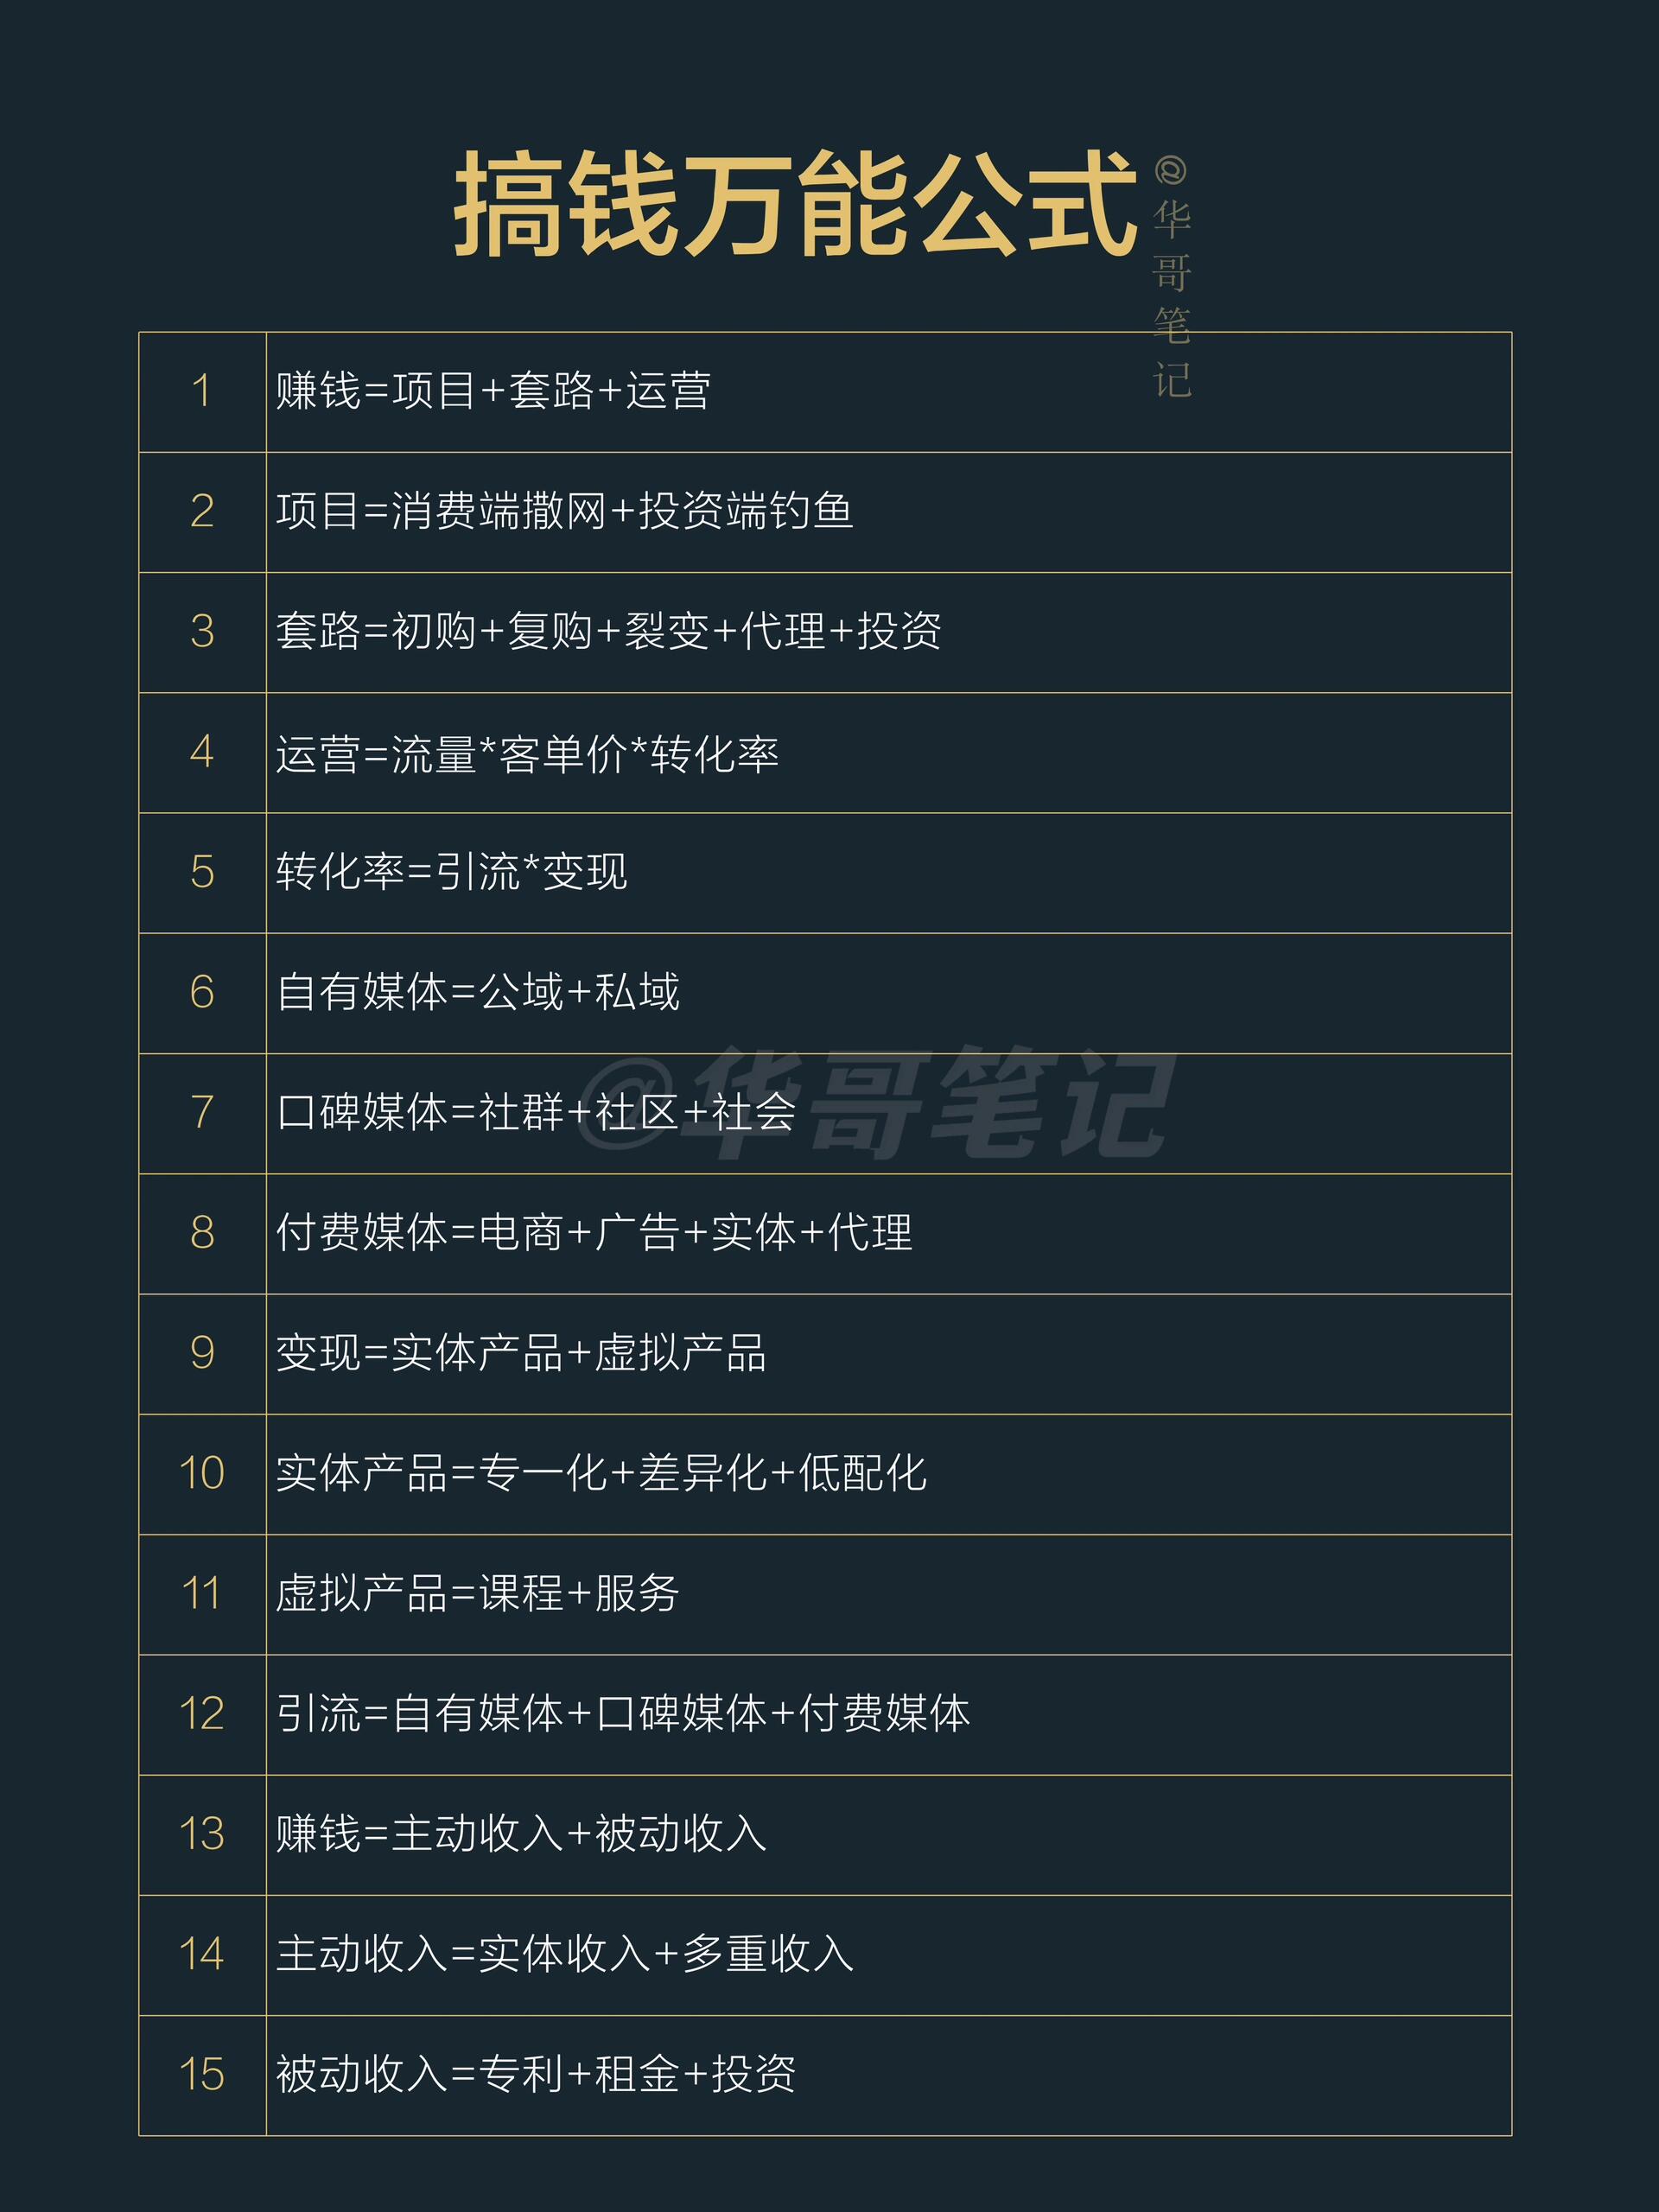 搞钱万能公式
@华哥笔记
1 赚钱=项目+套路+运营
2 项目=消费端撒网+投资端钓鱼
3 套路=初购+复购+裂变+代理+投资
4 运营=流量*客单价*转化率
5 转化率=引流*变现
6 自有媒体=公域+私域
7 口碑媒体=社群+社区+社会
@华哥笔记
8 付费媒体=电商+广告+实体+代理
9 变现=实体产品+虚拟产品
10 实体产品=专一化+差异化+低配化
11 虚拟产品=课程+服务
12 引流=自有媒体+口碑媒体+付费媒体
13 赚钱=主动收入+被动收入
14 主动收入=实体收入+多重收入
15 被动收入=专利+租金+投资